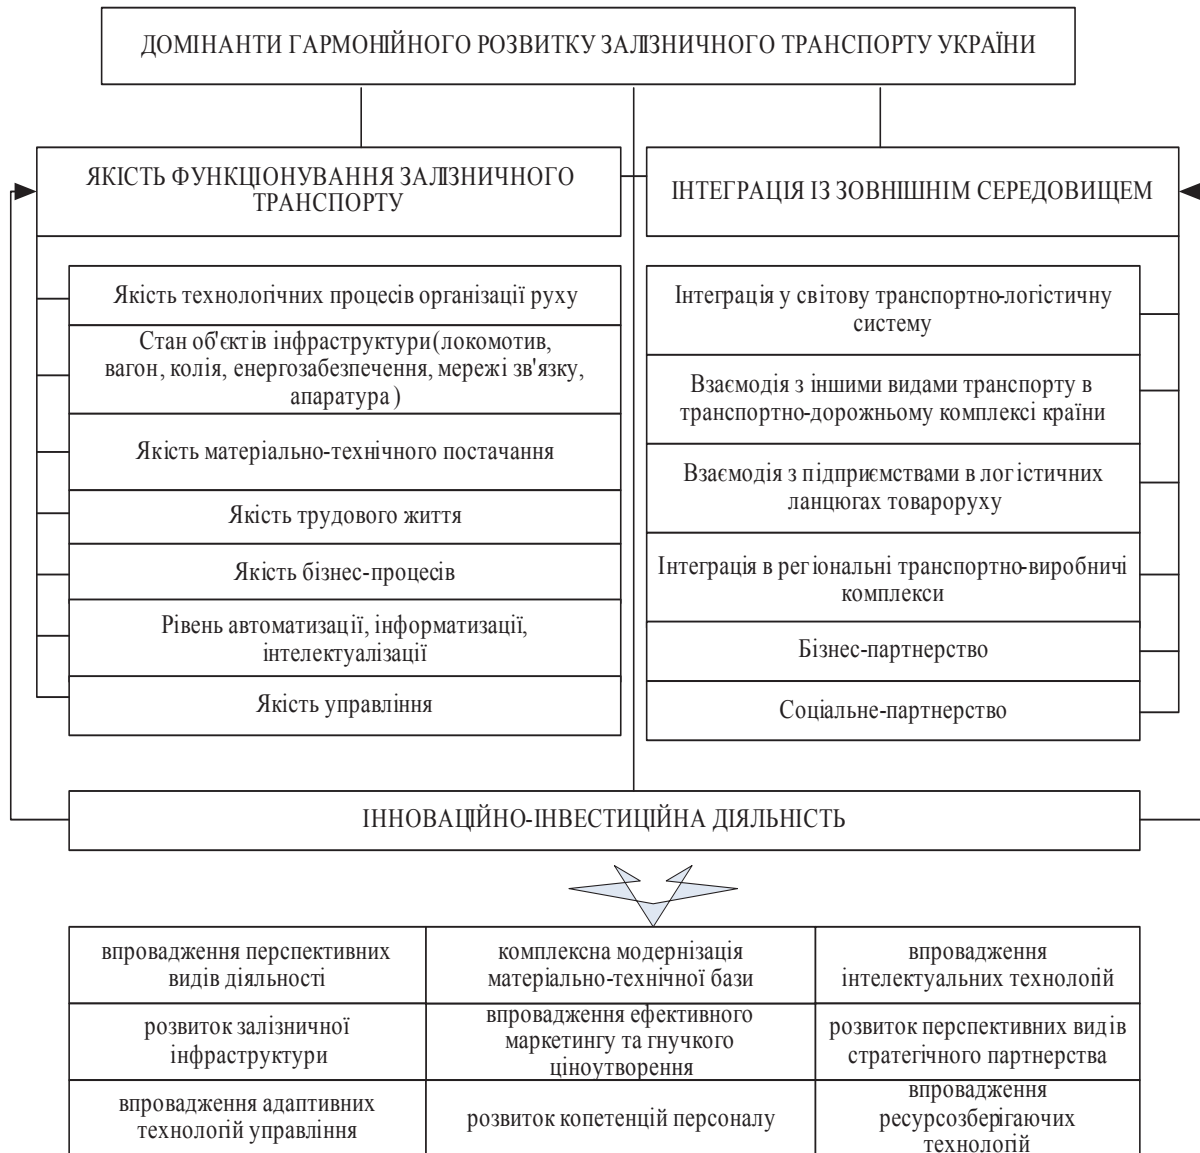 ДОМІНАНТИ ГАРМОНІЙНОГО РОЗВИТКУ ЗАЛІЗНИЧНОГО ТРАНСПОРТУ УКРАЇНИ
ЯКІСТЬ ФУНКЦІОНУВАННЯ ЗАЛІЗНИЧНОГО
ТРАНСПОРТУ
Якість технологічних процесів організації руху
Стан об'єктів інфраструктури (локомотив,
вагон, колія, енергозабезпечення, мережі зв'язку,
апаратура)
Якість матеріально-технічного постачання
Якість трудового життя
Якість бізнес-процесів
Рівень автоматизації, інформатизації,
інтелектуалізації
Якість управління
ІНТЕГРАЦІЯ ІЗ ЗОВНІШНІМ СЕРЕДОВИЩЕМ
Інтеграція у світову транспортно-логістичну
систему
Взаємодія з іншими видами транспорту в
транспортно-дорожньому комплексі країни
Взаємодія з підприємствами в логістичних
ланцюгах товароруху
Інтеграція в регіональні транспортно-виробничі
комплекси
Бізнес-партнерство
Соціальне-партнерство
ІННОВАЦІЙНО-ІНВЕСТИЦІЙНА ДІЯЛЬНІСТЬ
впровадження перспективних
видів діяльності
комплексна модернізація
матеріально-технічної бази
впровадження
інтелектуальних технологій
розвиток залізничної
інфраструктури
впровадження ефективного
маркетингу та гнучкого
ціноутворення
розвиток перспективних видів
стратегічного партнерства
впровадження адаптивних
технологій управління
розвиток копетенцій персоналу
впровадження
ресурсозберігаючих
технологій